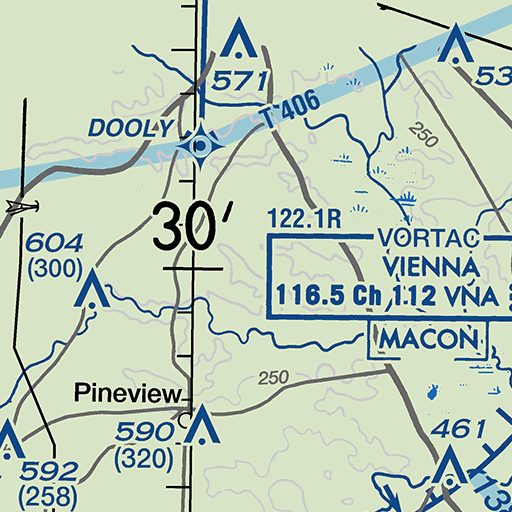 571
53
T 406
DOOLY
250
30'
122.1R
604
(300)
VORTAC
VIENNA
116.5 Ch 112 VNA
MACON
250
Pineview
590
(320)
461
592
(258)